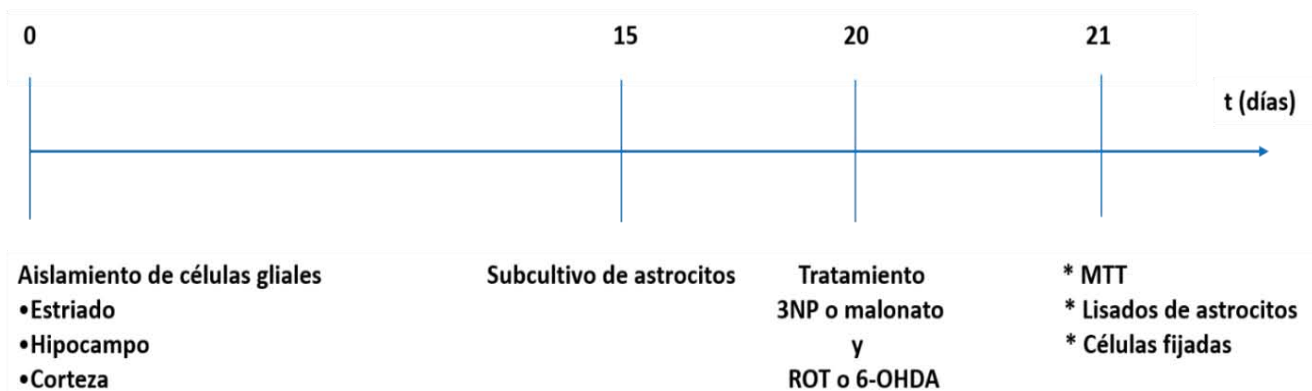 0 15 20 21
t (días)
Aislamiento de células gliales Subcultivo de astrocitos Tratamiento * MTT
•Estriado 3NP o malonato * Lisados de astrocitos
•Hipocampo y * Células fijadas
•Corteza ROT o 6-OHDA